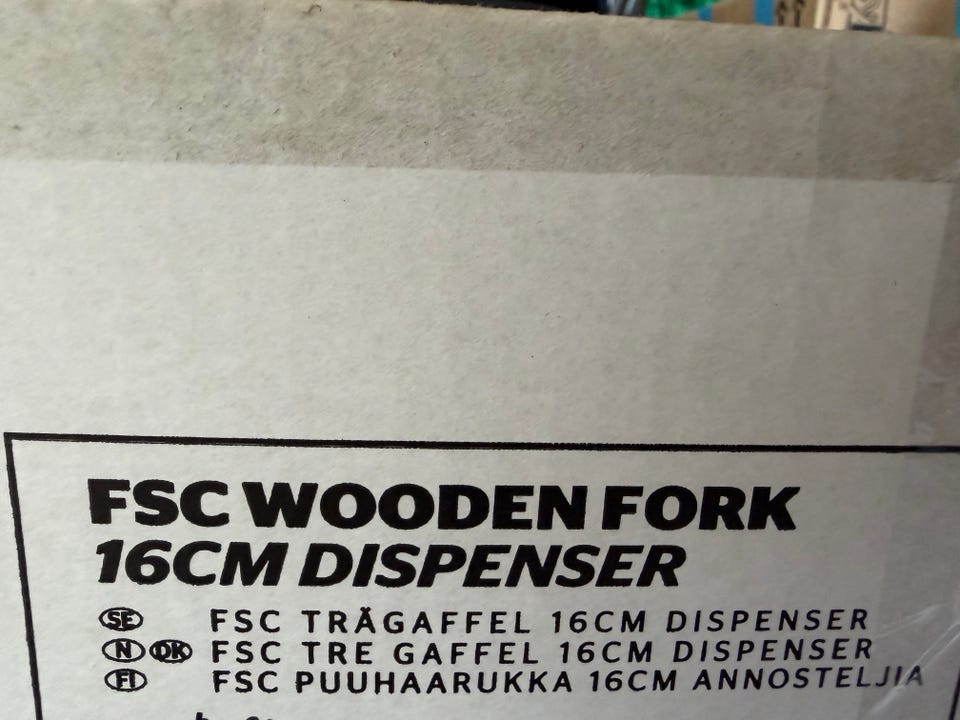 FSC WOODEN FORK
16CM DISPENSER
SE FSC TRÄGAFFEL 16CM DISPENSER
N DK FSC TRE GAFFEL 16CM DISPENSER
FI FSC PUUHAARUKKA 16CM ANNOSTELJIA